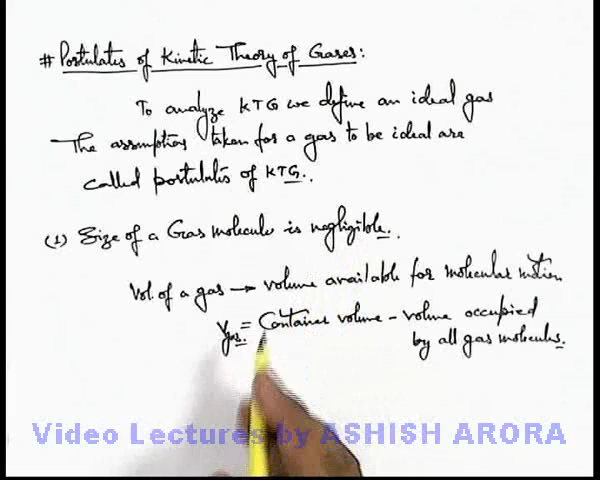 # Postulates of Kinetic Theory of Gases:
To analyze KTG we define an ideal gas
The assumptions taken for a gas to be ideal are
called postulates of KTG.
(1) Size of a Gas molecule is negligible.
Vol. of a gas → volume available for molecular motion
Vgas. = Container volume - volume occupied
by all gas molecules.
Video Lectures by ASHISH ARORA